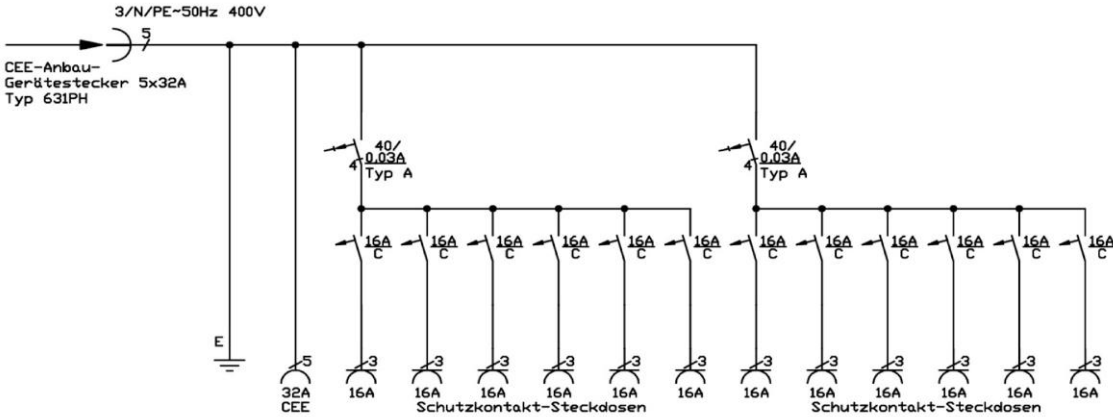 3/N/PE~50Hz 400V
5
CEE-Anbau-
Gerätestecker 5x32A
Typ 631PH
40/
0.03A
4
Typ A
40/
0.03A
4
Typ A
16A 16A 16A 16A 16A 16A 16A 16A 16A 16A 16A 16A
C C C C C C C C C C C C
E
5 3 3 3 3 3 3 3 3 3 3 3 3
32A 16A 16A 16A 16A 16A 16A 16A 16A 16A 16A 16A 16A
CEE Schutzkontakt-Steckdosen Schutzkontakt-Steckdosen